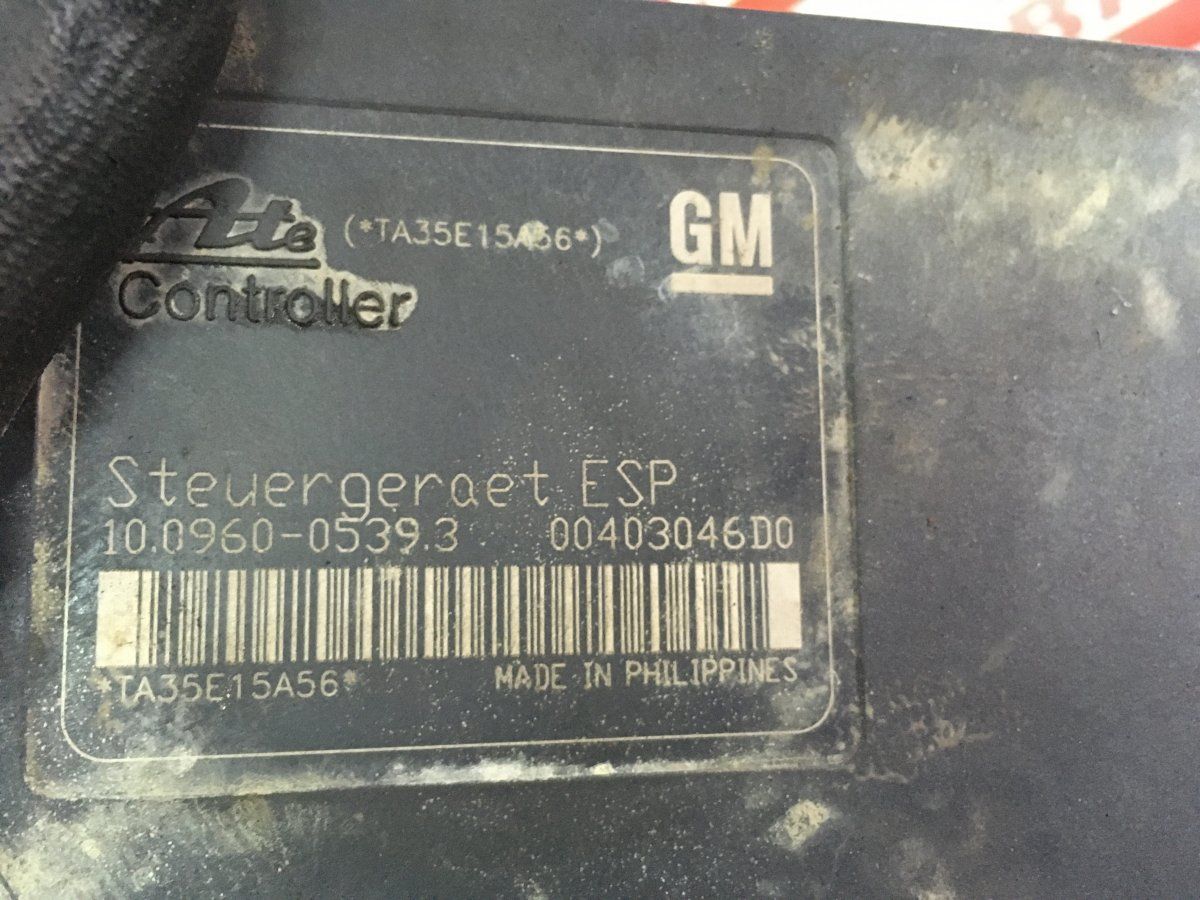 Ate (*TA35E15A56*) GM
Controller
Steuergeraet ESP
10.0960-0539.3 00403046D0
*TA35E15A56* MADE IN PHILIPPINES